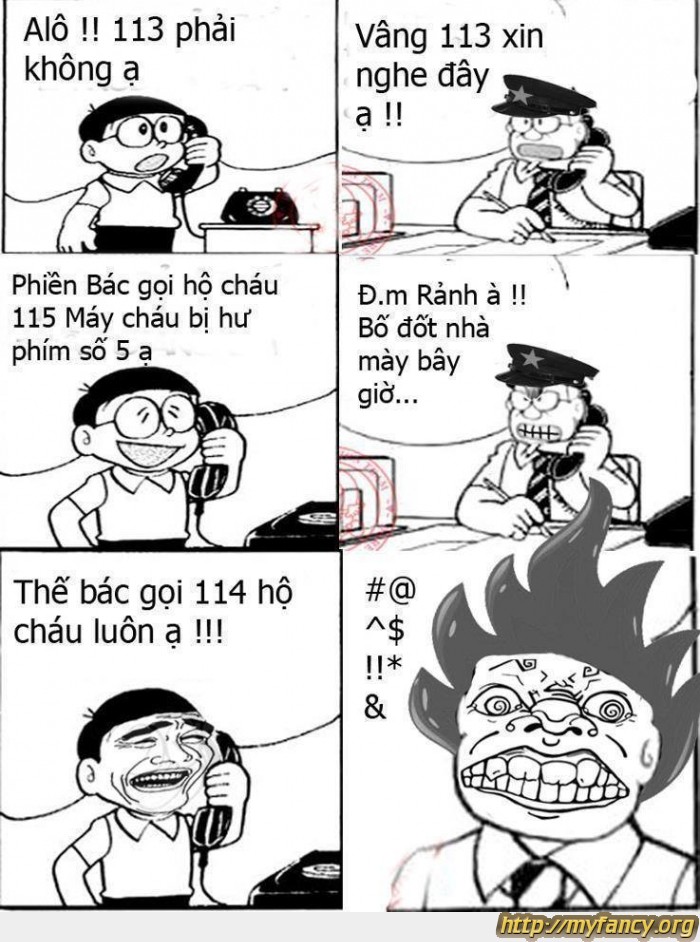 Alô !! 113 phải
không ạ
Vâng 113 xin
nghe đây
ạ !!
Phiền Bác gọi hộ cháu
115 Máy cháu bị hư
phím số 5 ạ
Đ.m Rảnh à !!
Bố đốt nhà
mày bây
giờ...
Thế bác gọi 114 hộ
cháu luôn ạ !!!
#@
^$
!!*
&
http://myfancy.org